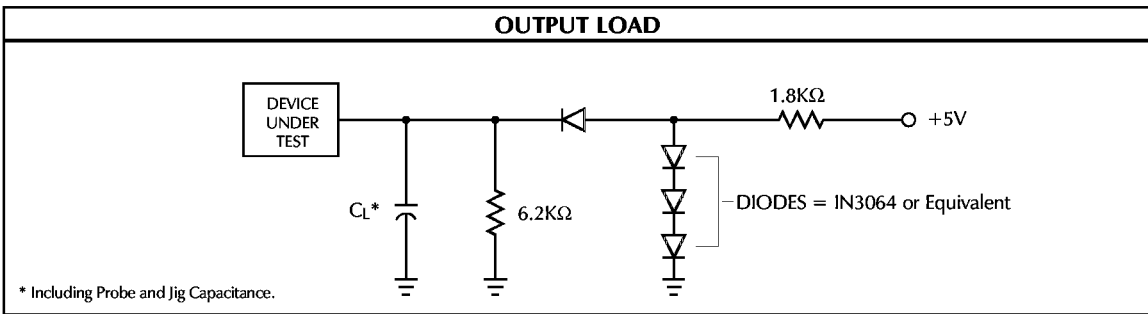 OUTPUT LOAD
DEVICE
UNDER
TEST
1.8KΩ
+5V
CL*
6.2KΩ
DIODES = IN3064 or Equivalent
* Including Probe and Jig Capacitance.